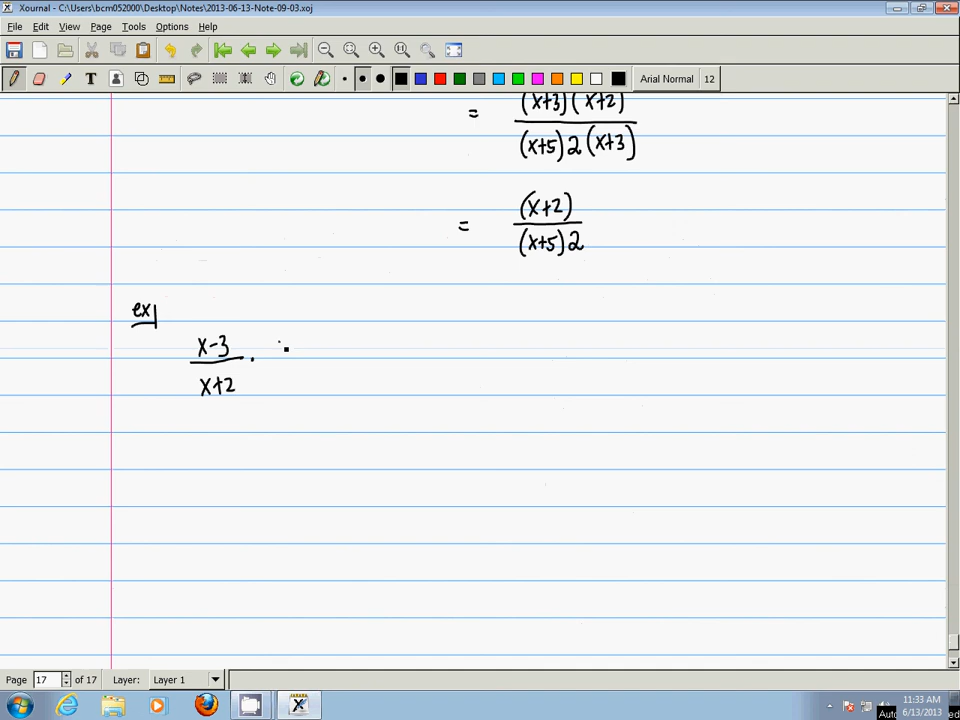 Xournal - C:\Users\bcm052000\Desktop\Notes\2013-06-13-Note-09-03.xoj
File Edit View Page Tools Options Help
Arial Normal 12
= (x+3)(x+2)
(x+5)2(x+3)
= (x+2)
(x+5)2
ex
x-3 ·
x+2
Page 17 of 17 Layer: Layer 1
11:33 AM
6/13/2013